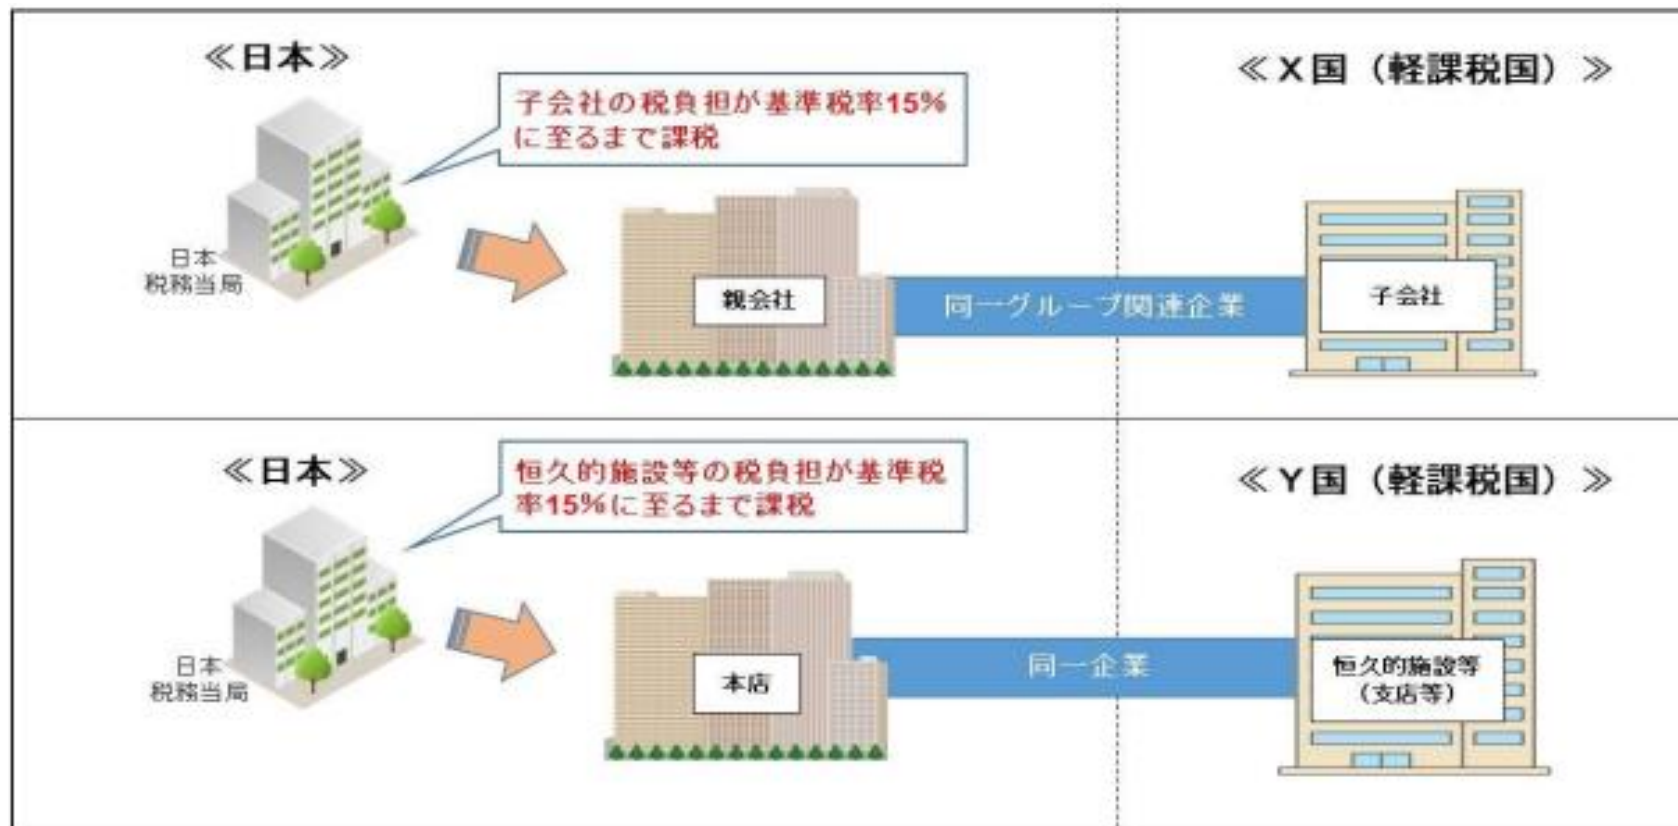 ≪日本≫
≪X国（軽課税国）≫
子会社の税負担が基準税率15%
に至るまで課税
日本
税務当局
親会社
同一グループ関連企業
子会社
≪日本≫
≪Y国（軽課税国）≫
恒久的施設等の税負担が基準税
率15%に至るまで課税
日本
税務当局
本店
同一企業
恒久的施設等
（支店等）